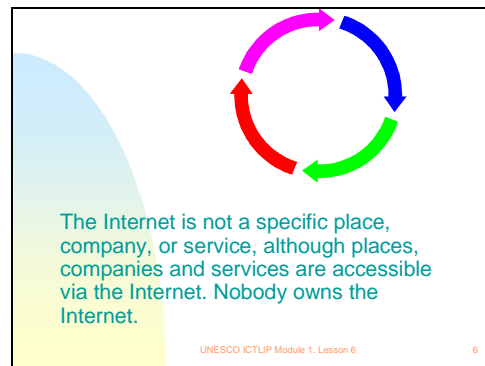 The Internet is not a specific place,
company, or service, although places,
companies and services are accessible
via the Internet. Nobody owns the
Internet.
UNESCO ICTLIP Module 1. Lesson 6
6